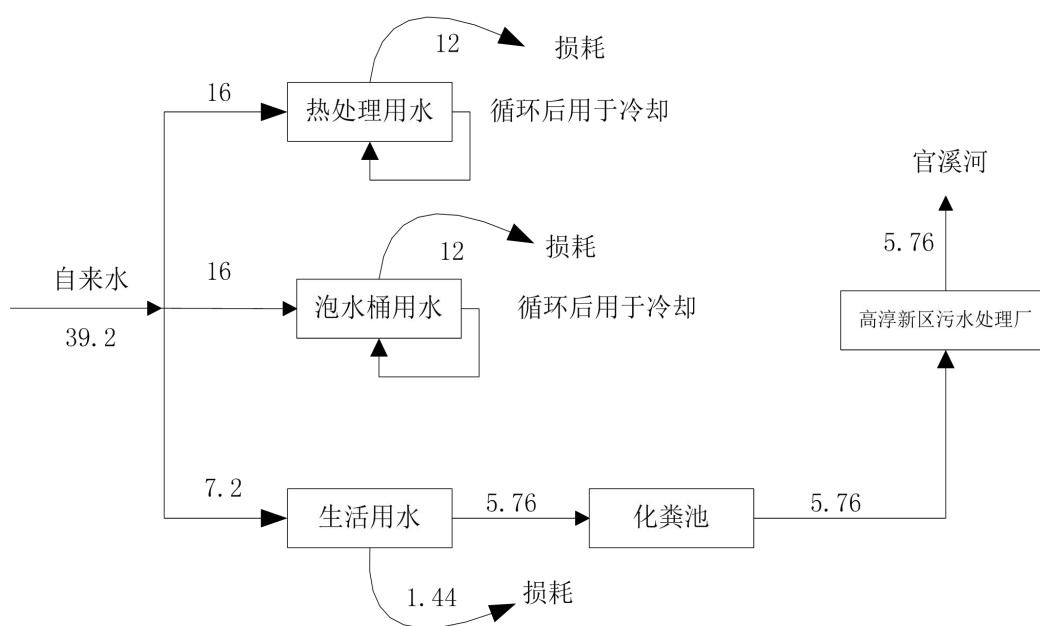 12
损耗
16
热处理用水
循环后用于冷却
官溪河
5.76
12
损耗
自来水
16
泡水桶用水
循环后用于冷却
高淳新区污水处理厂
39.2
7.2
生活用水
5.76
化粪池
5.76
1.44
损耗